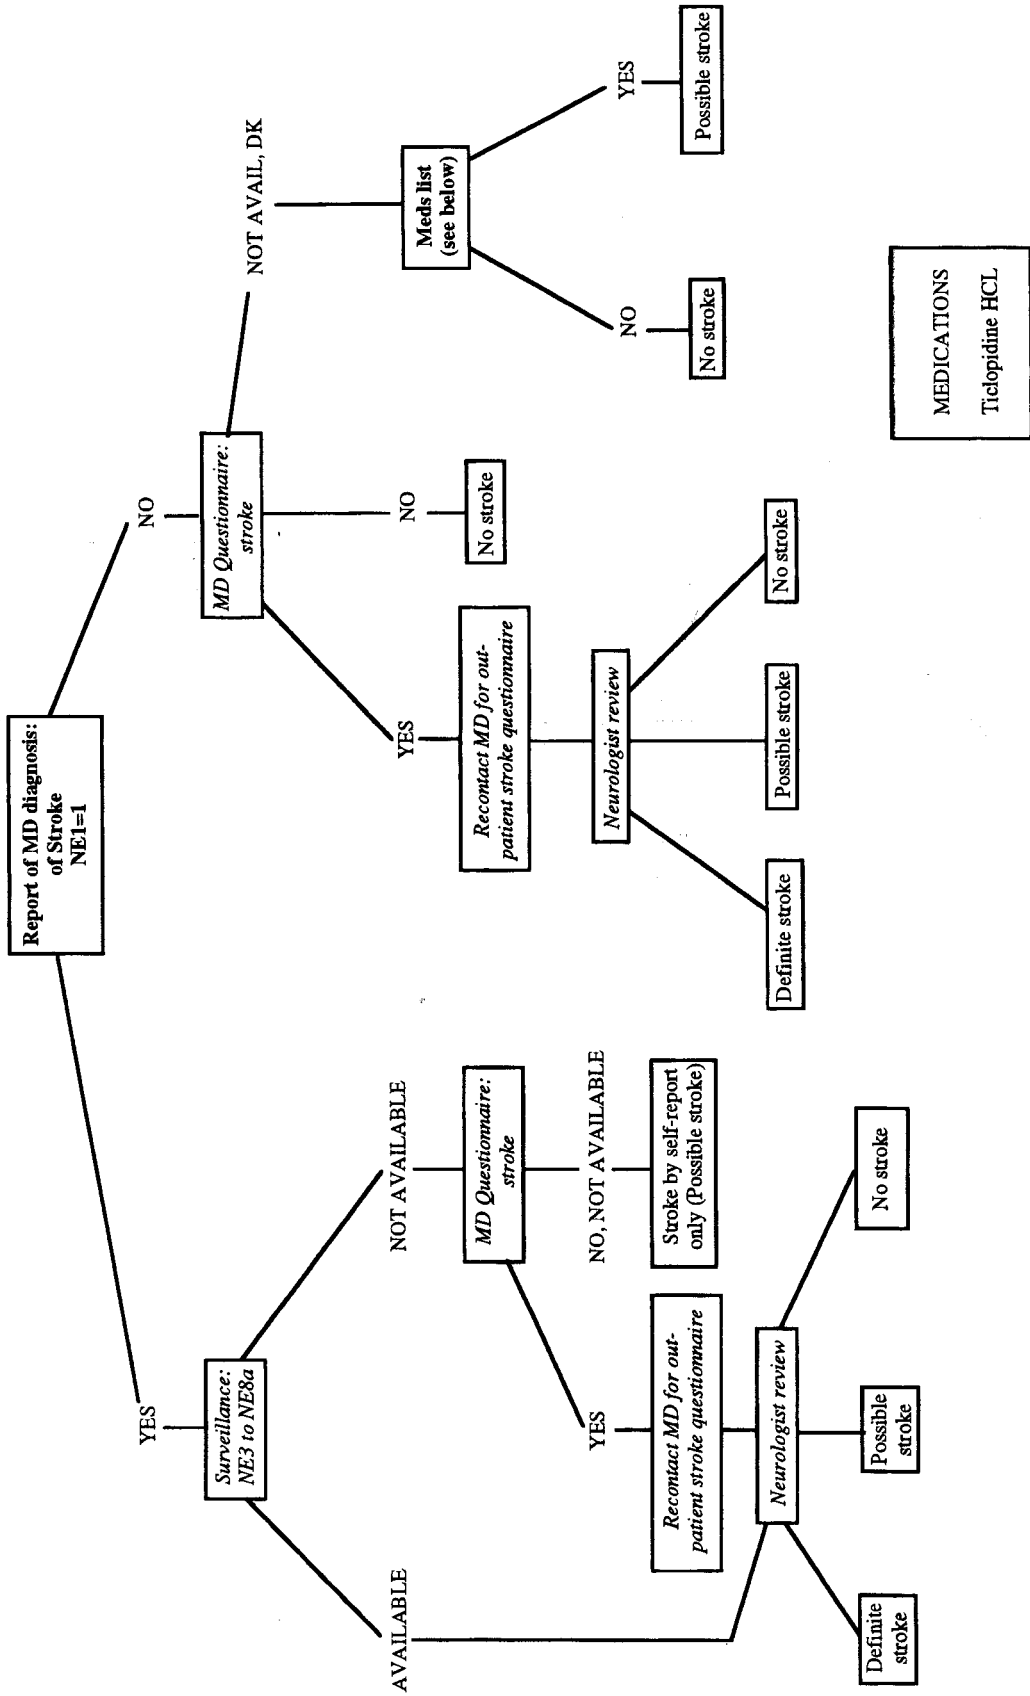 Report of MD diagnosis:
of Stroke
NE1=1
YES
NO
Surveillance:
NE3 to NE8a
MD Questionnaire:
stroke
AVAILABLE
NOT AVAILABLE
YES
NO
NOT AVAIL, DK
MD Questionnaire:
stroke
Recontact MD for out-
patient stroke questionnaire
No stroke
Meds list
(see below)
YES
NO, NOT AVAILABLE
Neurologist review
NO
YES
Recontact MD for out-
patient stroke questionnaire
Stroke by self-report
only (Possible stroke)
No stroke
Possible stroke
Neurologist review
Definite stroke
Possible stroke
No stroke
Definite
stroke
Possible
stroke
No stroke
MEDICATIONS
Ticlopidine HCL